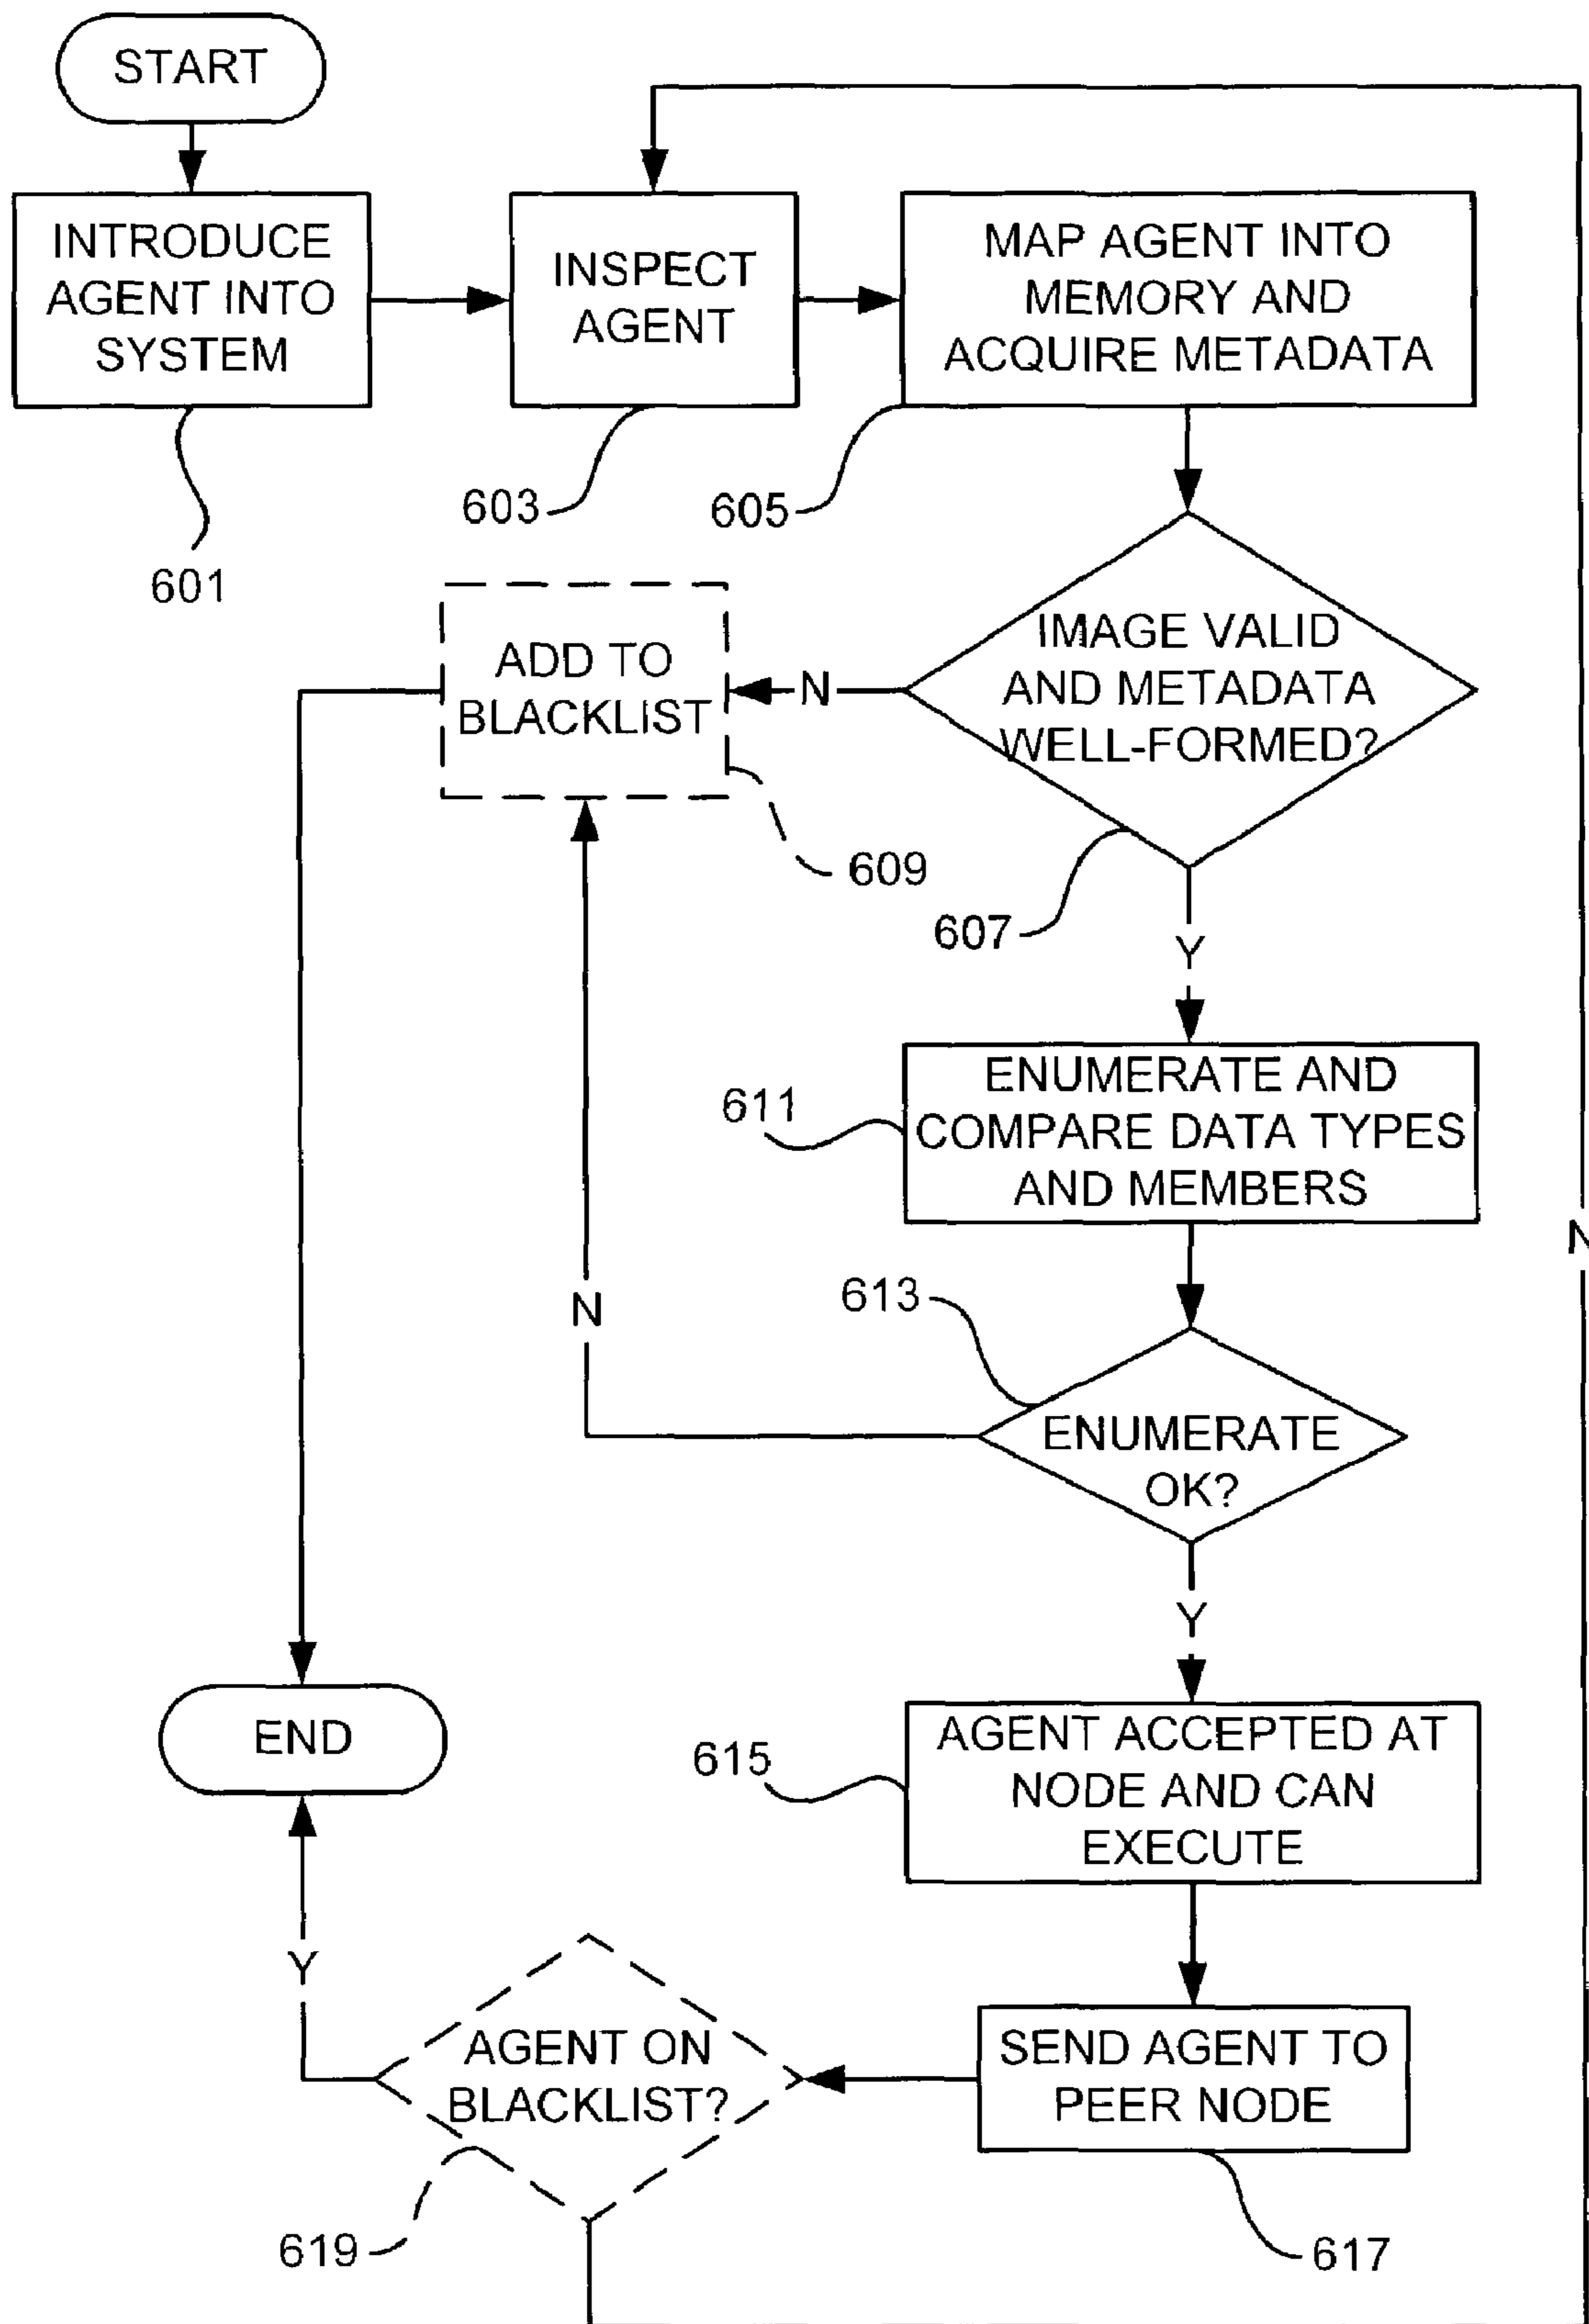 START
INTRODUCE
AGENT INTO
SYSTEM
601
INSPECT
AGENT
603
MAP AGENT INTO
MEMORY AND
ACQUIRE METADATA
605
IMAGE VALID
AND METADATA
WELL-FORMED?
607
N
ADD TO
BLACKLIST
609
Y
ENUMERATE AND
COMPARE DATA TYPES
AND MEMBERS
611
N
613
N
ENUMERATE
OK?
Y
END
AGENT ACCEPTED AT
NODE AND CAN
EXECUTE
615
Y
AGENT ON
BLACKLIST?
619
SEND AGENT TO
PEER NODE
617